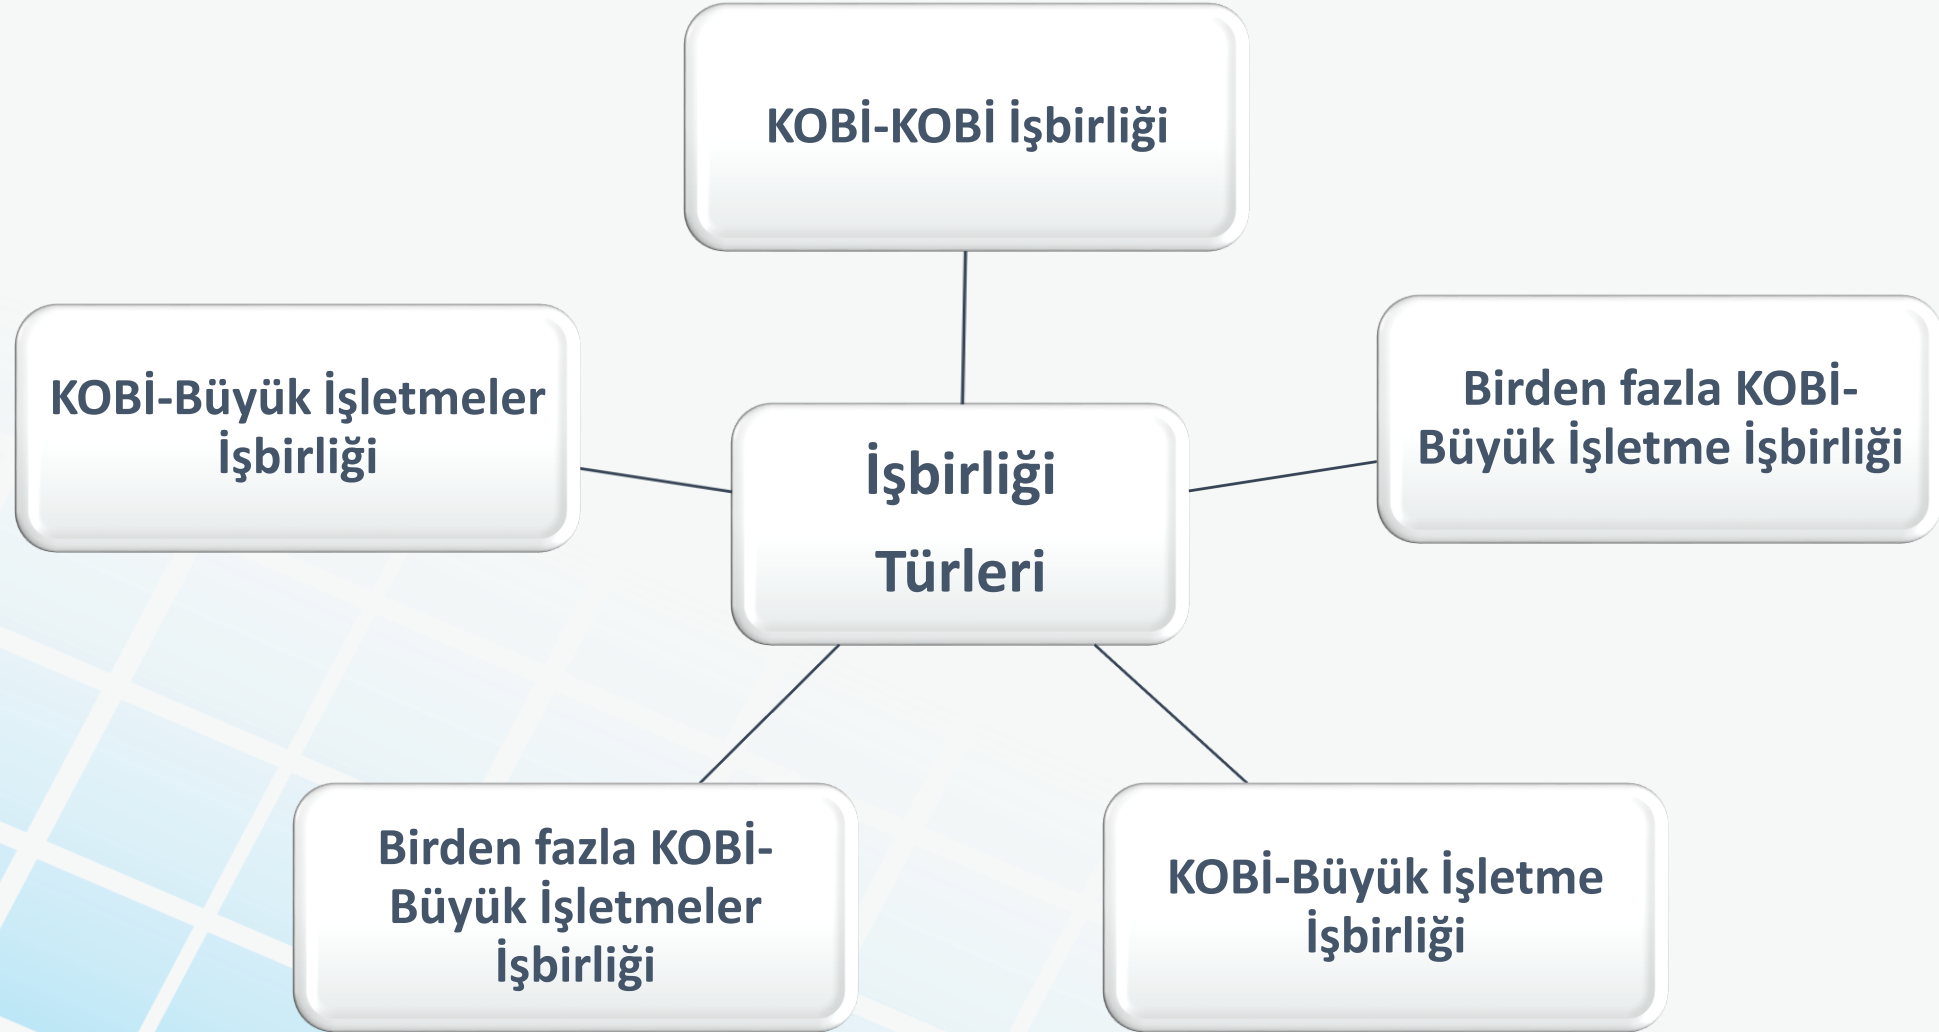 KOBİ-KOBİ İşbirliği
KOBİ-Büyük İşletmeler
İşbirliği
Birden fazla KOBİ-
Büyük İşletme İşbirliği
İşbirliği
Türleri
Birden fazla KOBİ-
Büyük İşletmeler
İşbirliği
KOBİ-Büyük İşletme
İşbirliği